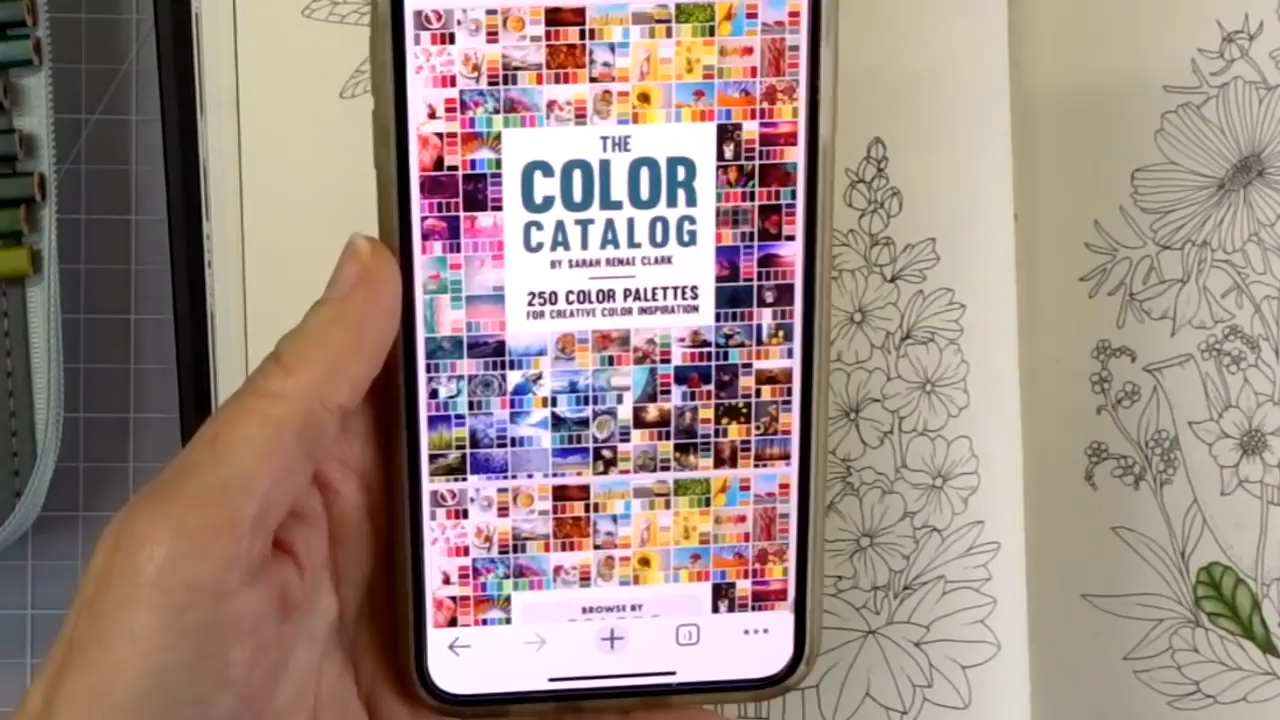 THE
COLOR
CATALOG
BY SARAH RENAE CLARK
250 COLOR PALETTES
FOR CREATIVE COLOR INSPIRATION
BROWSE BY
:)